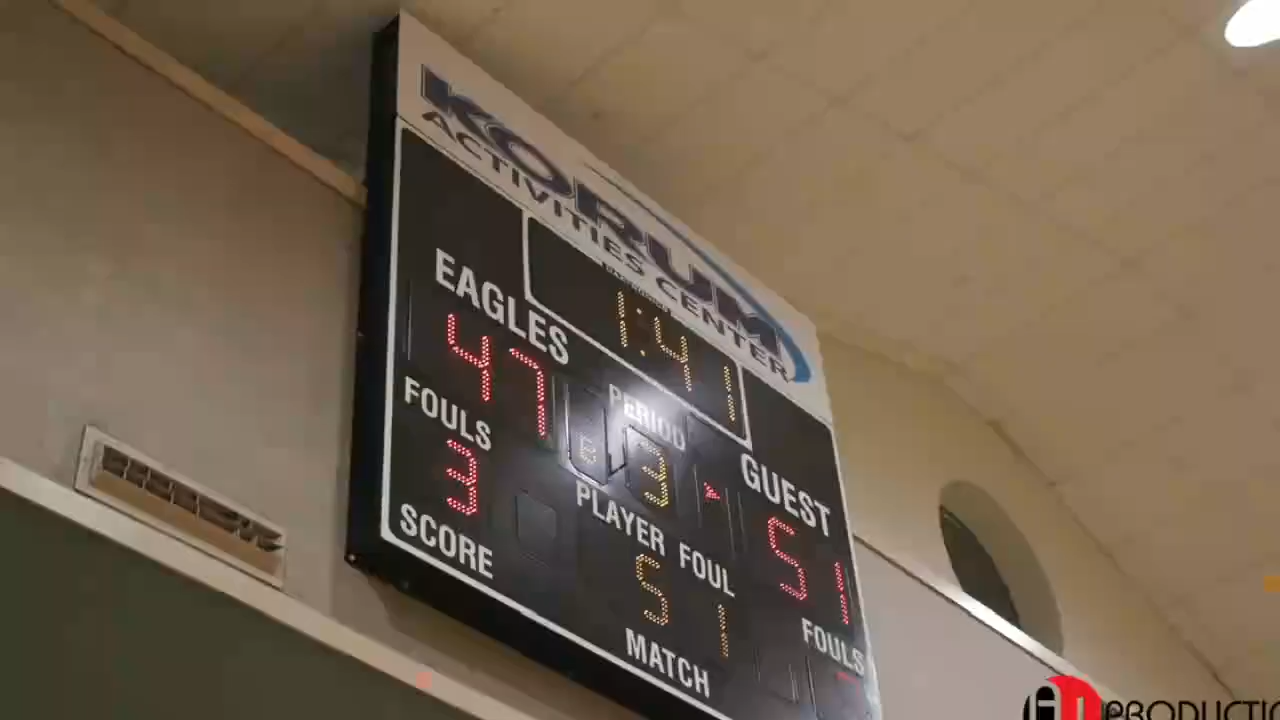 KORUM
ACTIVITIES CENTER
1:41
EAGLES
47
PERIOD
3
GUEST
51
FOULS
3
PLAYER FOUL
5 1
FOULS
SCORE
MATCH